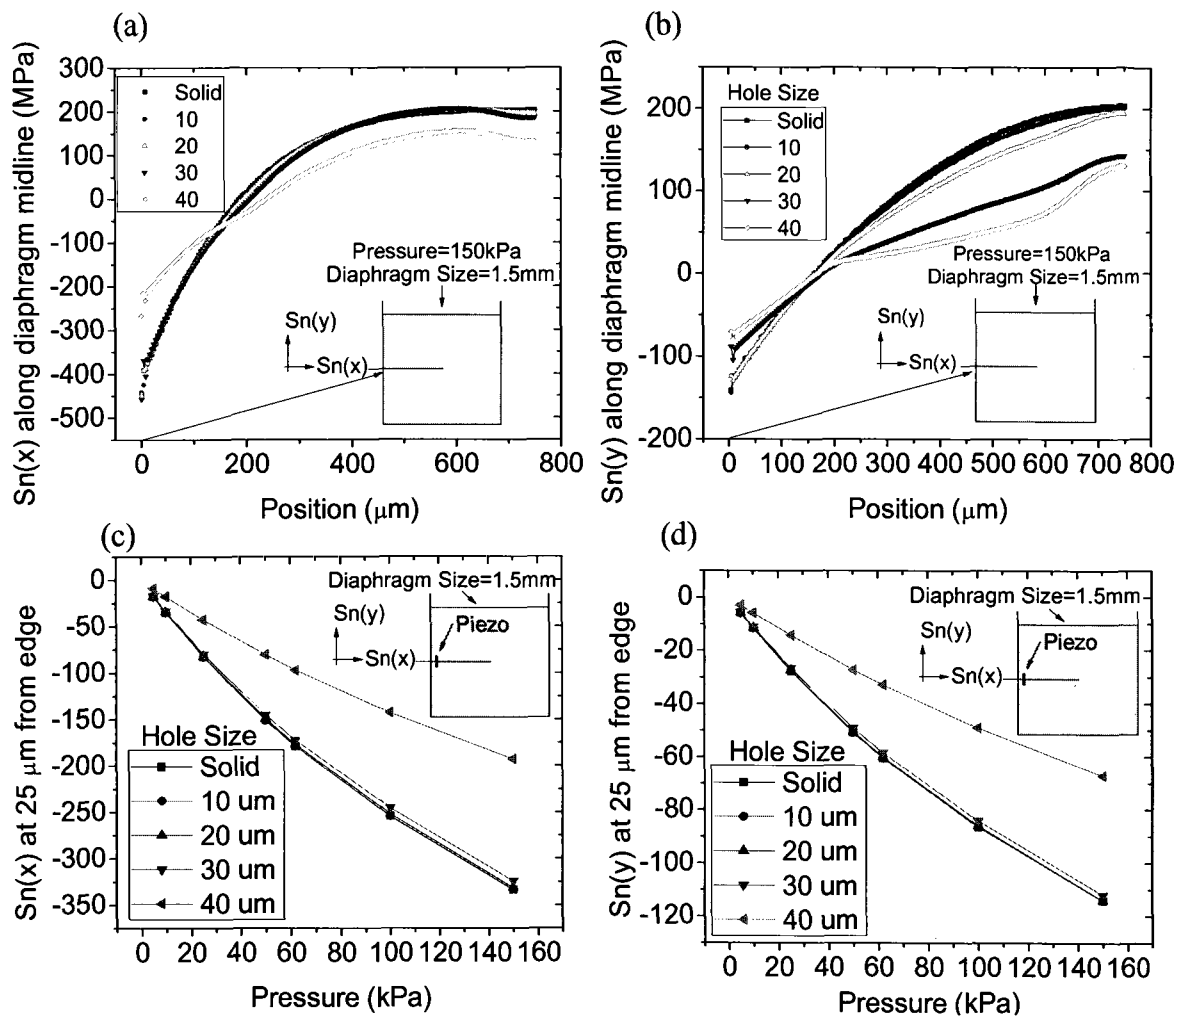 (a)
Sn(x) along diaphragm midline (MPa)
300
200
100
0
-100
-200
-300
-400
-500
Solid
10
20
30
40
Pressure=150kPa
Diaphragm Size=1.5mm
Sn(y)
Sn(x)
0 200 400 600 800
Position (μm)
(b)
Sn(y) along diaphragm midline (MPa)
200
100
0
-100
-200
Hole Size
Solid
10
20
30
40
Pressure=150kPa
Diaphragm Size=1.5mm
Sn(y)
Sn(x)
0 100 200 300 400 500 600 700 800
Position (μm)
(c)
Sn(x) at 25 μm from edge
0
-50
-100
-150
-200
-250
-300
-350
Diaphragm Size=1.5mm
Sn(y)
Piezo
Sn(x)
Hole Size
Solid
10 um
20 um
30 um
40 um
0 20 40 60 80 100 120 140 160
Pressure (kPa)
(d)
Sn(y) at 25 μm from edge
0
-20
-40
-60
-80
-100
-120
Diaphragm Size=1.5mm
Sn(y)
Piezo
Sn(x)
Hole Size
Solid
10 um
20 um
30 um
40 um
0 20 40 60 80 100 120 140 160
Pressure (kPa)